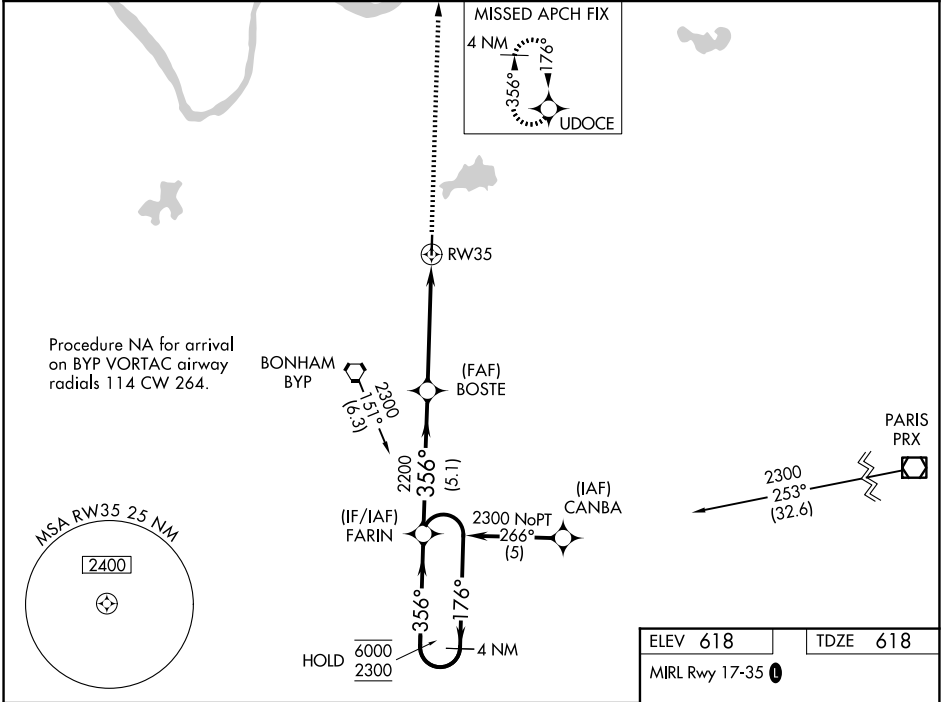 MISSED APCH FIX
4 NM
356°
176°
UDOCE
RW35
Procedure NA for arrival
on BYP VORTAC airway
radials 114 CW 264.
BONHAM
BYP
2300
151°
(6.3)
(FAF)
BOSTE
2200
356°
(5.1)
PARIS
PRX
2300
253°
(32.6)
(IAF)
CANBA
2300 NoPT
266°
(5)
(IF/IAF)
FARIN
356°
176°
4 NM
HOLD
6000
2300
MSA RW35 25 NM
2400
ELEV 618
TDZE 618
MIRL Rwy 17-35 L